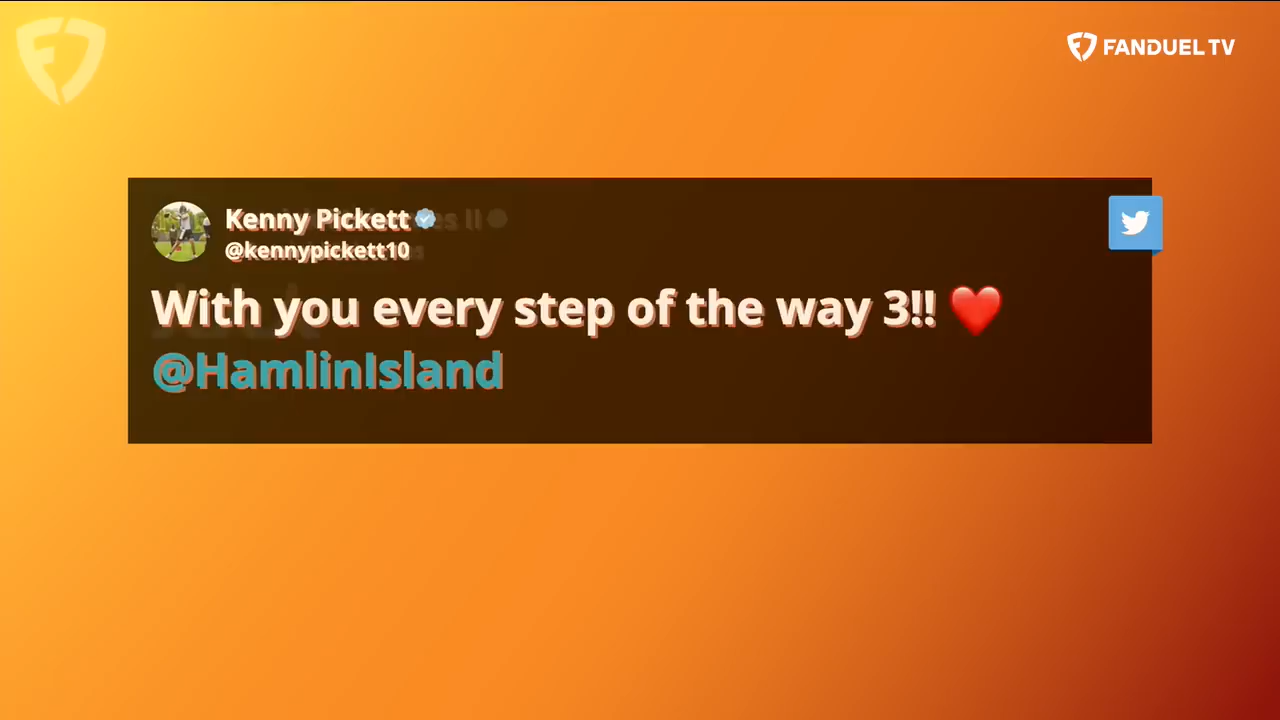 FANDUEL TV
Kenny Pickett
@kennypickett10
With you every step of the way 3!! ❤️
@HamlinIsland